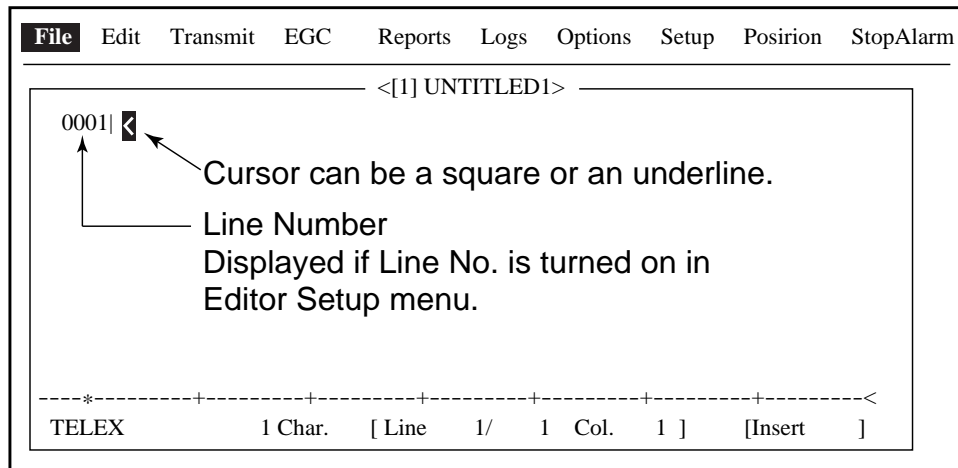 File Edit Transmit EGC Reports Logs Options Setup Posirion StopAlarm
<[1] UNTITLED1>
0001| <
Cursor can be a square or an underline.
Line Number
Displayed if Line No. is turned on in
Editor Setup menu.
----*---------+---------+---------+---------+---------+---------+---------<
TELEX 1 Char. [ Line 1/ 1 Col. 1 ] [Insert ]